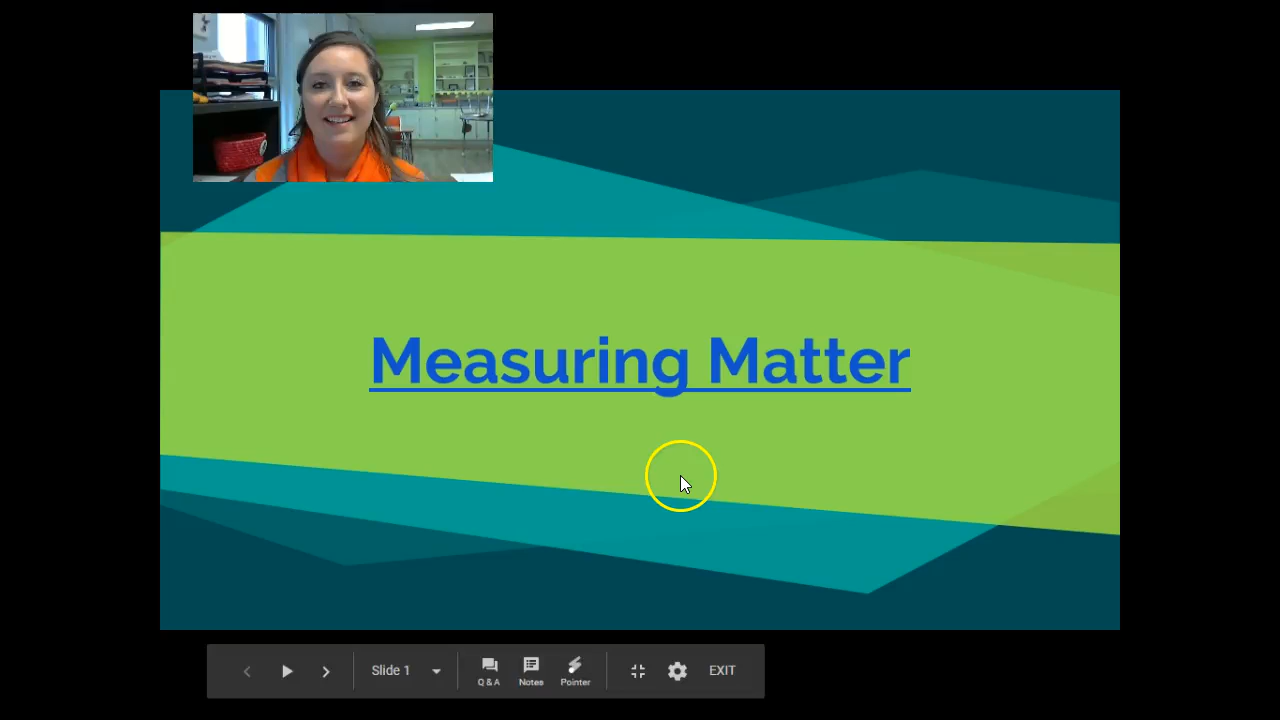 Measuring Matter
Slide 1
Q & A
Notes
Pointer
EXIT